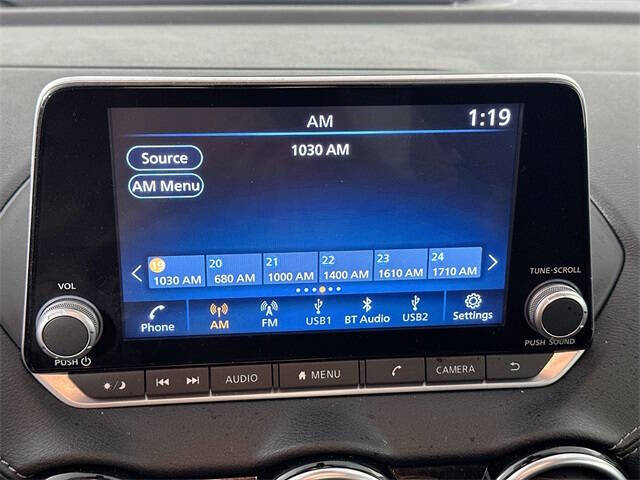 AM
1:19
Source
1030 AM
AM Menu
19 20 21 22 23 24
1030 AM 680 AM 1000 AM 1400 AM 1610 AM 1710 AM
VOL
TUNE·SCROLL
Phone AM FM USB1 BT Audio USB2 Settings
PUSH
PUSH SOUND
AUDIO MENU CAMERA